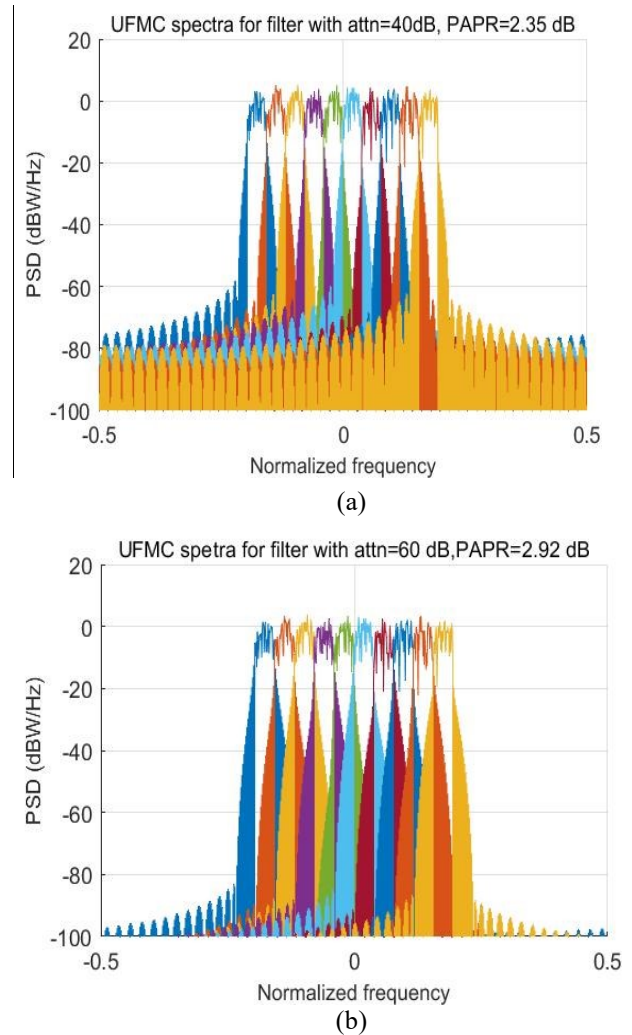 UFMC spectra for filter with attn=40dB, PAPR=2.35 dB
20
0
-20
-40
-60
-80
-100
PSD (dBW/Hz)
-0.5
0
0.5
Normalized frequency
(a)
UFMC spetra for filter with attn=60 dB,PAPR=2.92 dB
20
0
-20
-40
-60
-80
-100
PSD (dBW/Hz)
-0.5
0
0.5
Normalized frequency
(b)